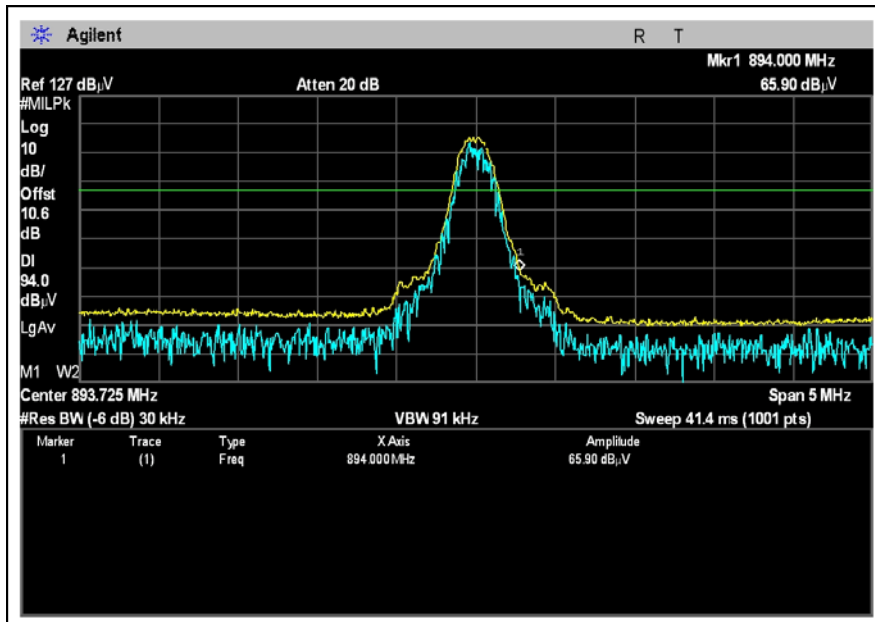 Agilent R T
Mkr1 894.000 MHz
Ref 127 dBµV Atten 20 dB 65.90 dBµV
#MILPk
Log
10
dB/
Offst
10.6
dB
DI
94.0
dBµV
LgAv
M1 W2
1
Center 893.725 MHz Span 5 MHz
#Res BW (-6 dB) 30 kHz VBW 91 kHz Sweep 41.4 ms (1001 pts)
Marker Trace Type X Axis Amplitude
1 (1) Freq 894.000 MHz 65.90 dBµV